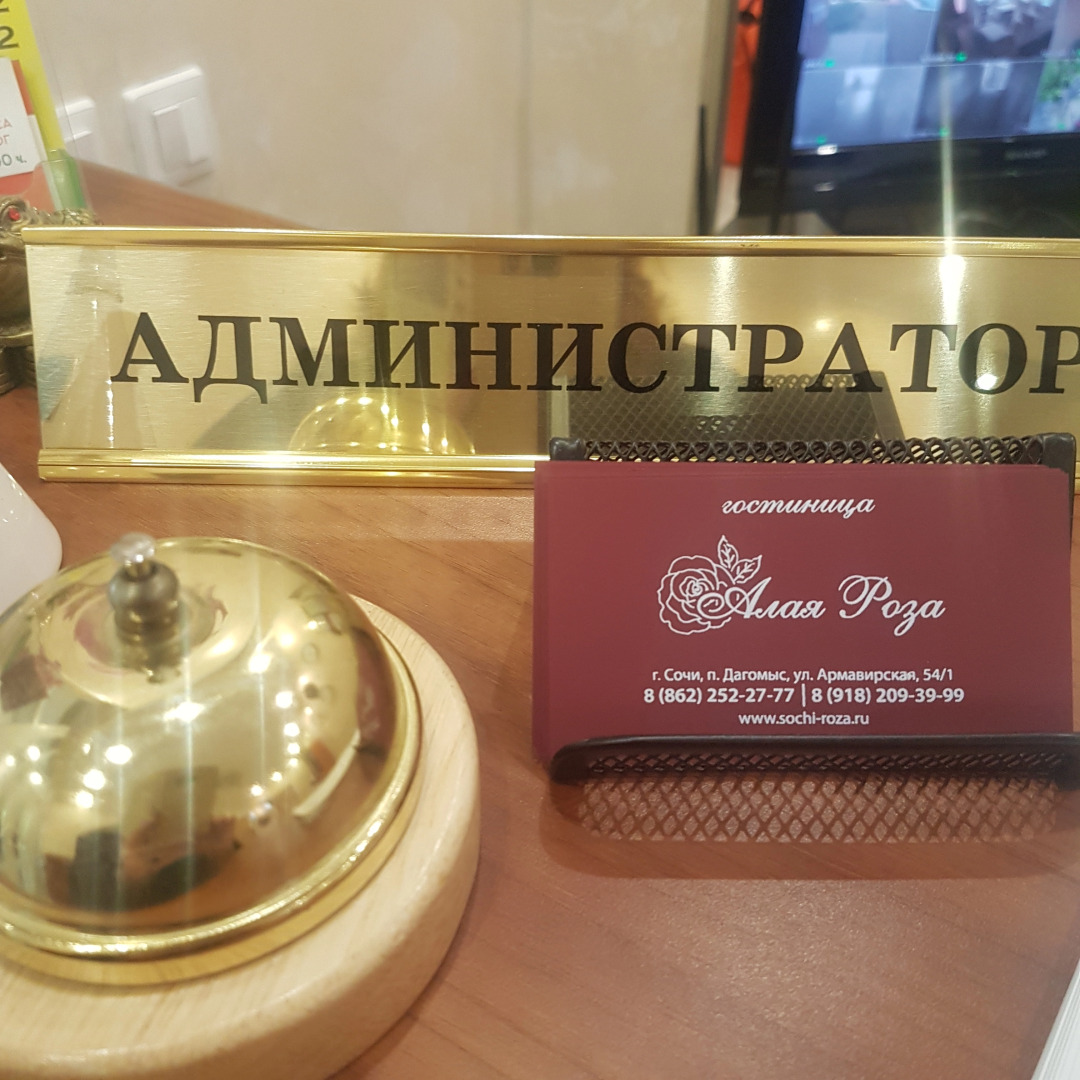 АДМИНИСТРАТОР
гостиница
Алая Роза
г. Сочи, п. Дагомыс, ул. Армавирская, 54/1
8 (862) 252-27-77 | 8 (918) 209-39-99
www.sochi-roza.ru